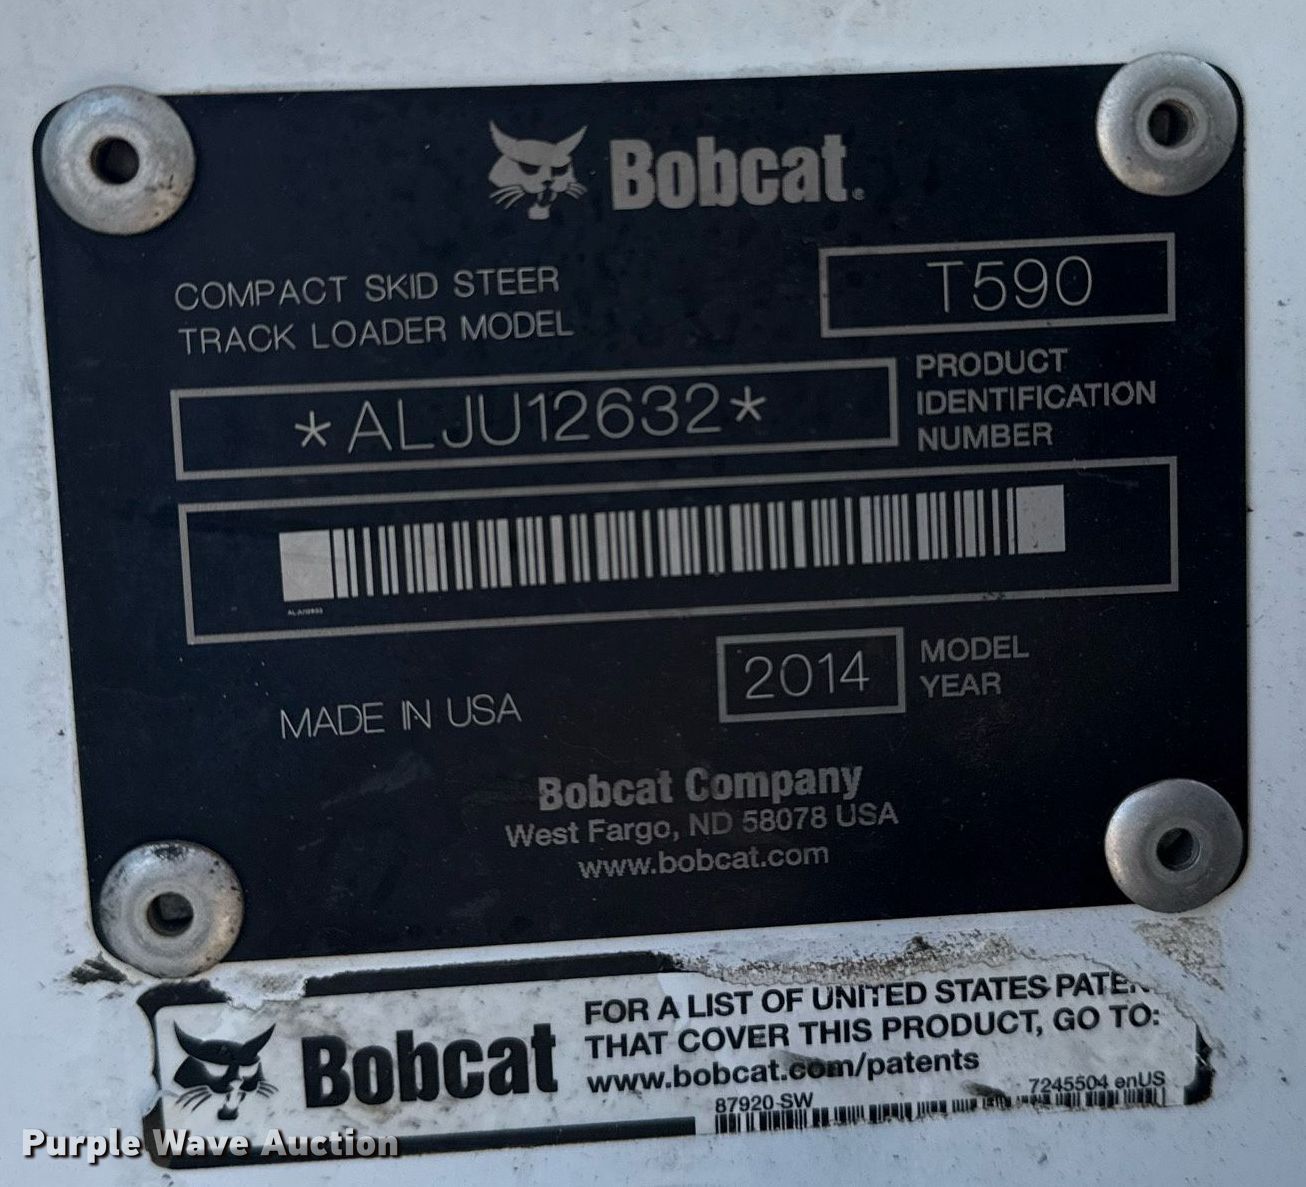 Bobcat®
COMPACT SKID STEER
TRACK LOADER MODEL
T590
*ALJU12632*
PRODUCT
IDENTIFICATION
NUMBER
2014
MODEL
YEAR
MADE IN USA
Bobcat Company
West Fargo, ND 58078 USA
www.bobcat.com
Bobcat
FOR A LIST OF UNITED STATES
THAT COVER THIS PRODUCT, GO TO:
www.bobcat.com/patents
87920 SW
7245504 enUS
Purple Wave Auction